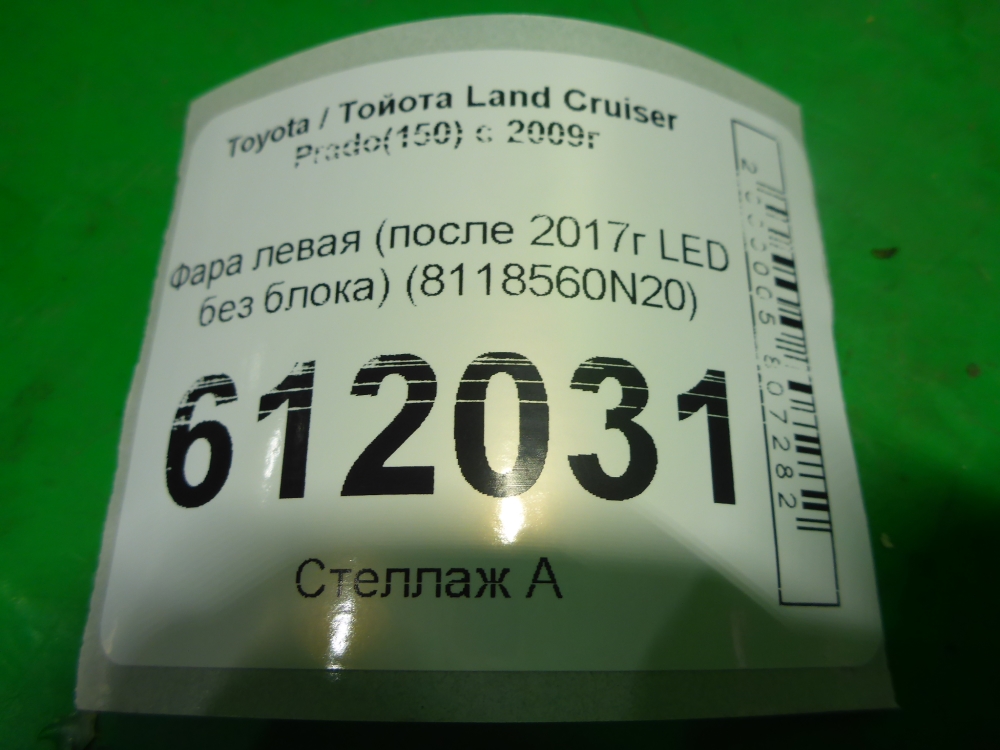 Toyota / Тойота Land Cruiser
Prado(150) с 2009г
Фара левая (после 2017г LED
без блока) (8118560N20)
612031
Стеллаж А